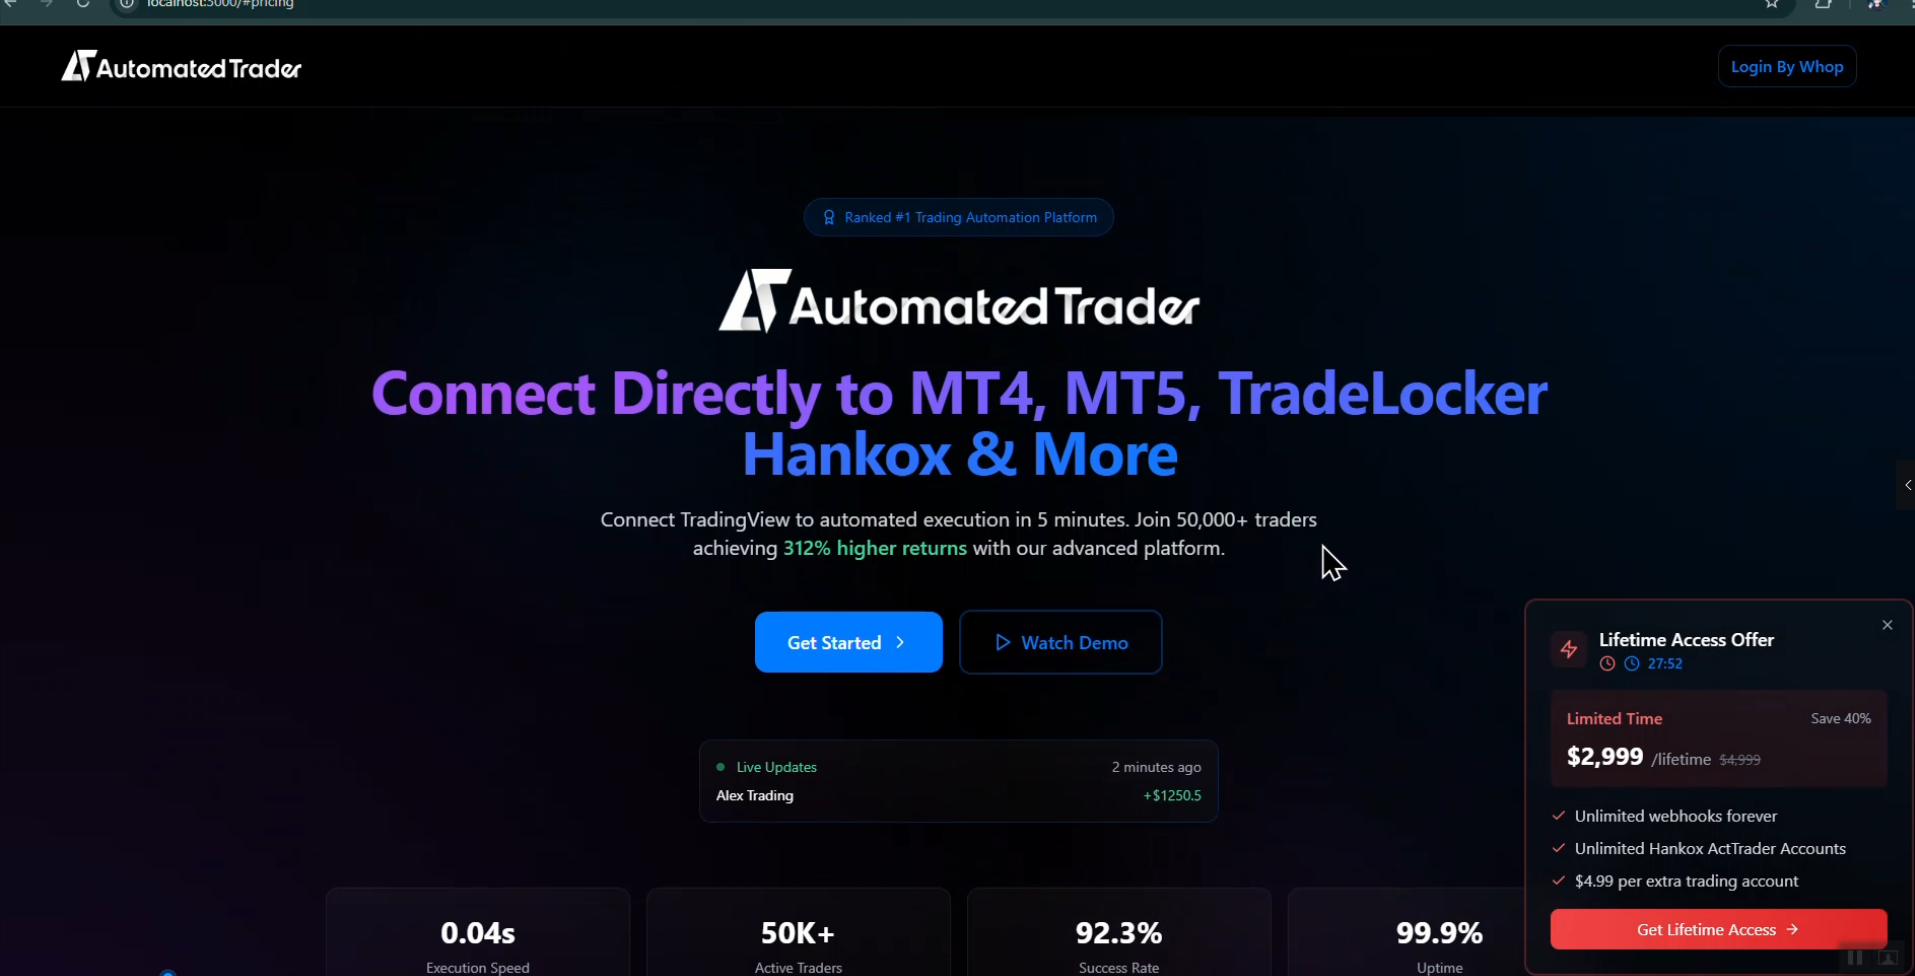 localhost:3000/#pricing
AutomatedTrader
Login By Whop
Ranked #1 Trading Automation Platform
AutomatedTrader
Connect Directly to MT4, MT5, TradeLocker
Hankox & More
Connect TradingView to automated execution in 5 minutes. Join 50,000+ traders
achieving 312% higher returns with our advanced platform.
Get Started
Watch Demo
Live Updates
2 minutes ago
Alex Trading
+$1250.5
0.04s
Execution Speed
50K+
Active Traders
92.3%
Success Rate
99.9%
Uptime
Lifetime Access Offer
27:52
Limited Time
Save 40%
$2,999 /lifetime $4,999
Unlimited webhooks forever
Unlimited Hankox ActTrader Accounts
$4.99 per extra trading account
Get Lifetime Access